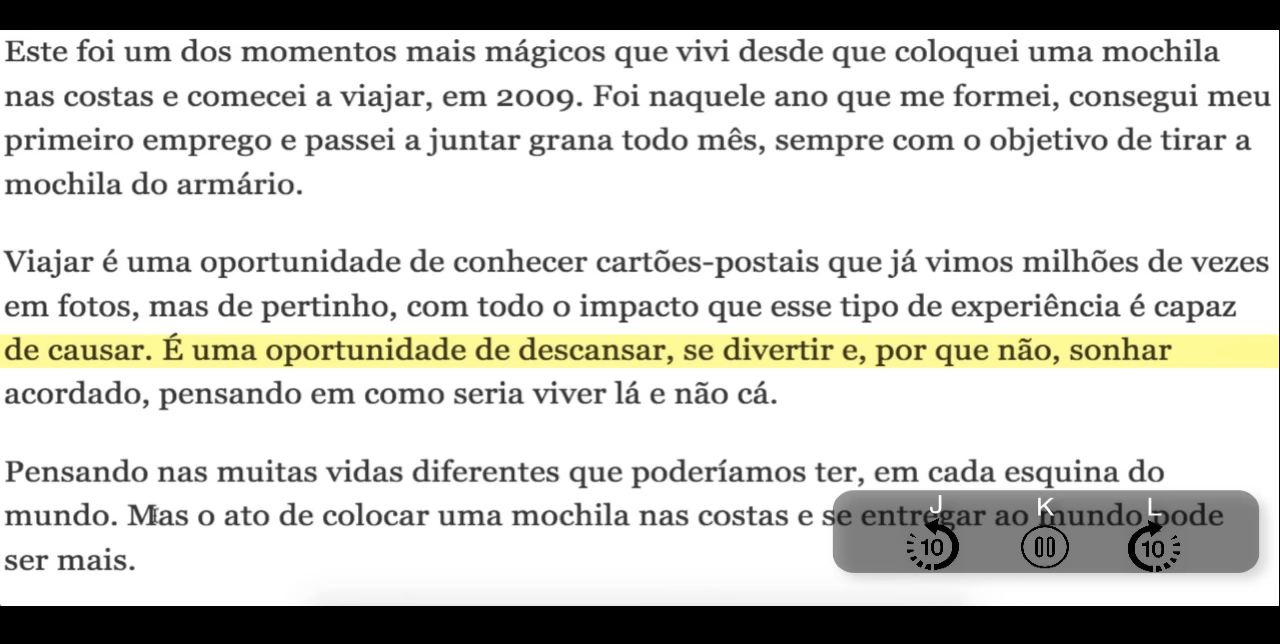 Este foi um dos momentos mais mágicos que vivi desde que coloquei uma mochila
nas costas e comecei a viajar, em 2009. Foi naquele ano que me formei, consegui meu
primeiro emprego e passei a juntar grana todo mês, sempre com o objetivo de tirar a
mochila do armário.
Viajar é uma oportunidade de conhecer cartões-postais que já vimos milhões de vezes
em fotos, mas de pertinho, com todo o impacto que esse tipo de experiência é capaz
de causar. É uma oportunidade de descansar, se divertir e, por que não, sonhar
acordado, pensando em como seria viver lá e não cá.
Pensando nas muitas vidas diferentes que poderíamos ter, em cada esquina do
mundo. Mas o ato de colocar uma mochila nas costas e se entregar ao mundo pode
ser mais.
J K L
10 10